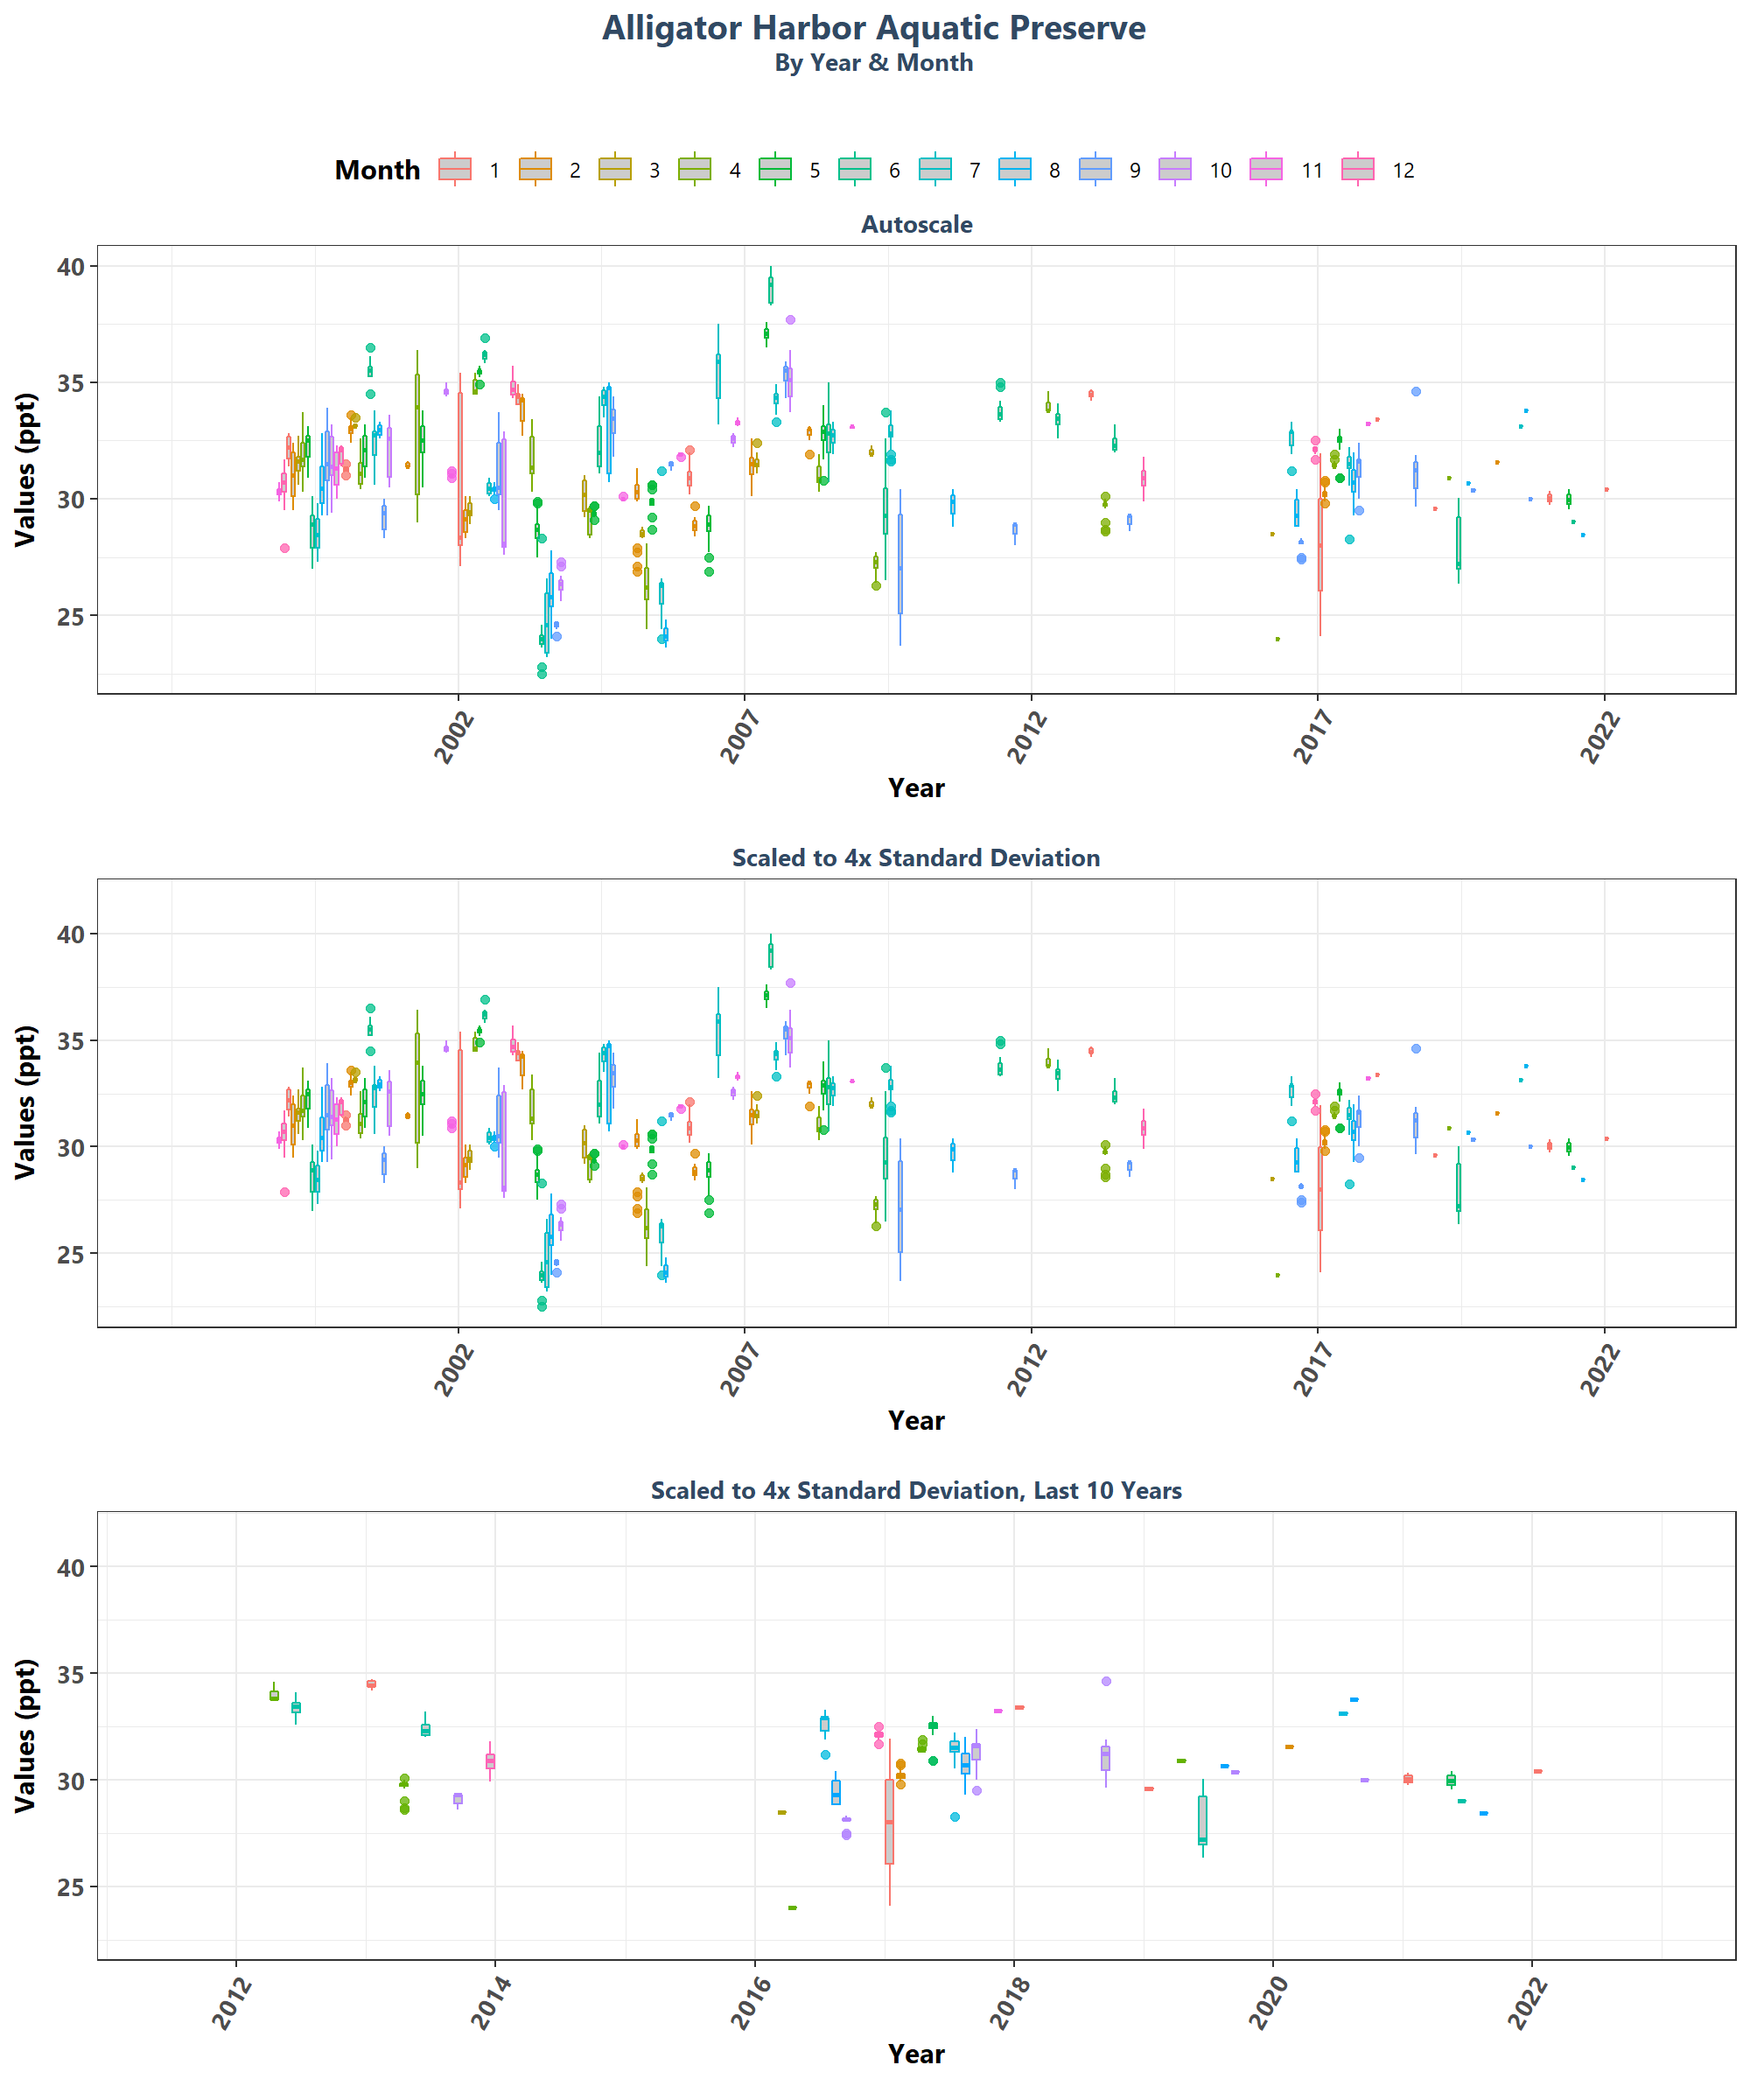 Alligator Harbor Aquatic Preserve
By Year & Month
Month 1 2 3 4 5 6 7 8 9 10 11 12
Autoscale
Values (ppt)
40
35
30
25
2002 2007 2012 2017 2022
Year
Scaled to 4x Standard Deviation
Values (ppt)
40
35
30
25
2002 2007 2012 2017 2022
Year
Scaled to 4x Standard Deviation, Last 10 Years
Values (ppt)
40
35
30
25
2012 2014 2016 2018 2020 2022
Year